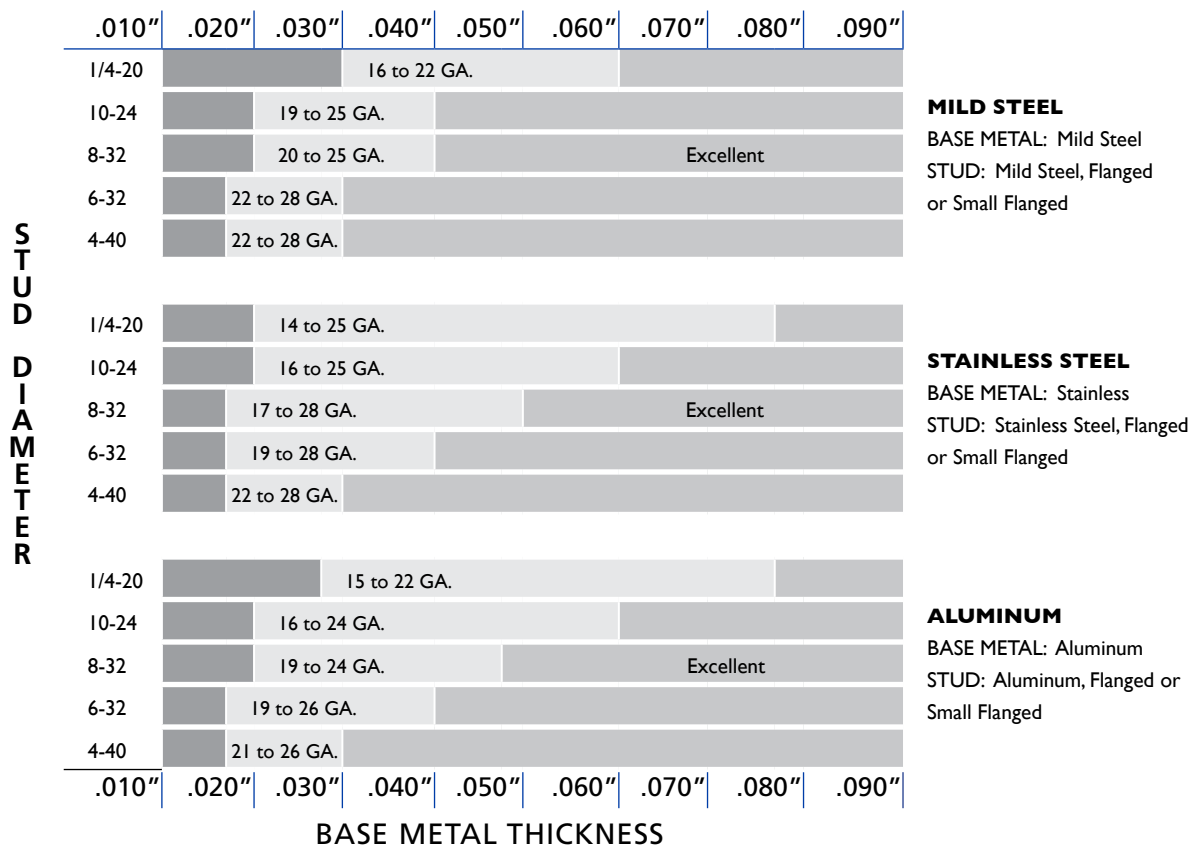 .010" .020" .030" .040" .050" .060" .070" .080" .090"
1/4-20 16 to 22 GA.
10-24 19 to 25 GA.
8-32 20 to 25 GA. Excellent
6-32 22 to 28 GA.
4-40 22 to 28 GA.
MILD STEEL
BASE METAL: Mild Steel
STUD: Mild Steel, Flanged
or Small Flanged
STUD DIAMETER
1/4-20 14 to 25 GA.
10-24 16 to 25 GA.
8-32 17 to 28 GA. Excellent
6-32 19 to 28 GA.
4-40 22 to 28 GA.
STAINLESS STEEL
BASE METAL: Stainless
STUD: Stainless Steel, Flanged
or Small Flanged
1/4-20 15 to 22 GA.
10-24 16 to 24 GA.
8-32 19 to 24 GA. Excellent
6-32 19 to 26 GA.
4-40 21 to 26 GA.
ALUMINUM
BASE METAL: Aluminum
STUD: Aluminum, Flanged or
Small Flanged
.010" .020" .030" .040" .050" .060" .070" .080" .090"
BASE METAL THICKNESS